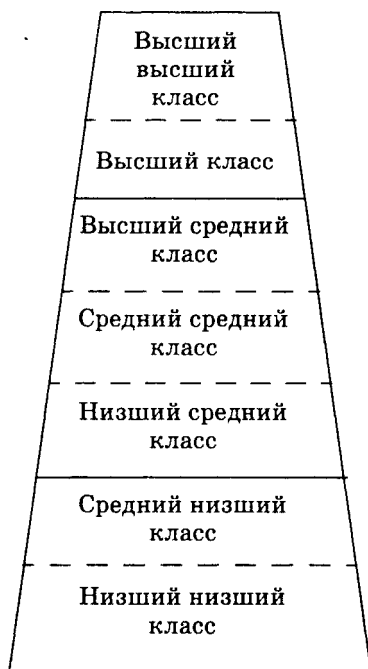 Высший
высший
класс
Высший класс
Высший средний
класс
Средний средний
класс
Низший средний
класс
Средний низший
класс
Низший низший
класс